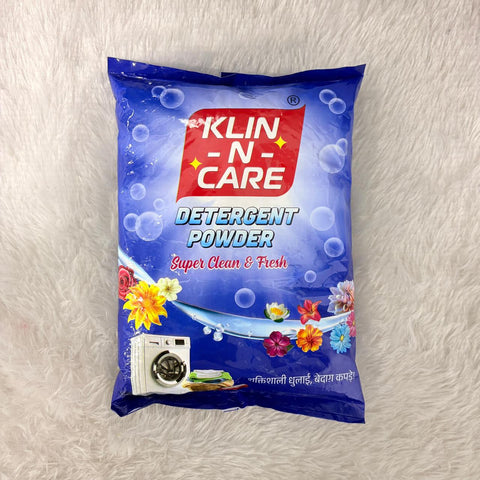 ®
KLIN
- N -
CARE
DETERGENT
POWDER
Super Clean & Fresh
शक्तिशाली धुलाई, बेदाग़ कपड़े